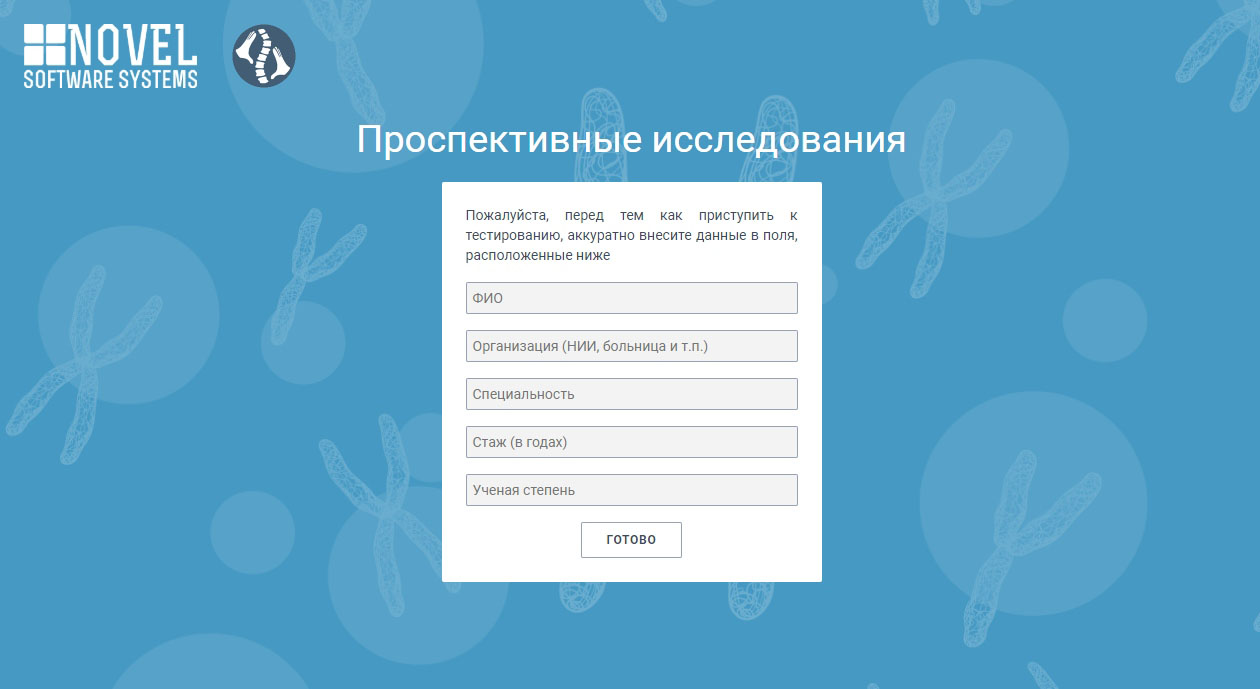 NOVEL
SOFTWARE SYSTEMS
Проспективные исследования
Пожалуйста, перед тем как приступить к
тестированию, аккуратно внесите данные в поля,
расположенные ниже
ФИО
Организация (НИИ, больница и т.п.)
Специальность
Стаж (в годах)
Ученая степень
ГОТОВО